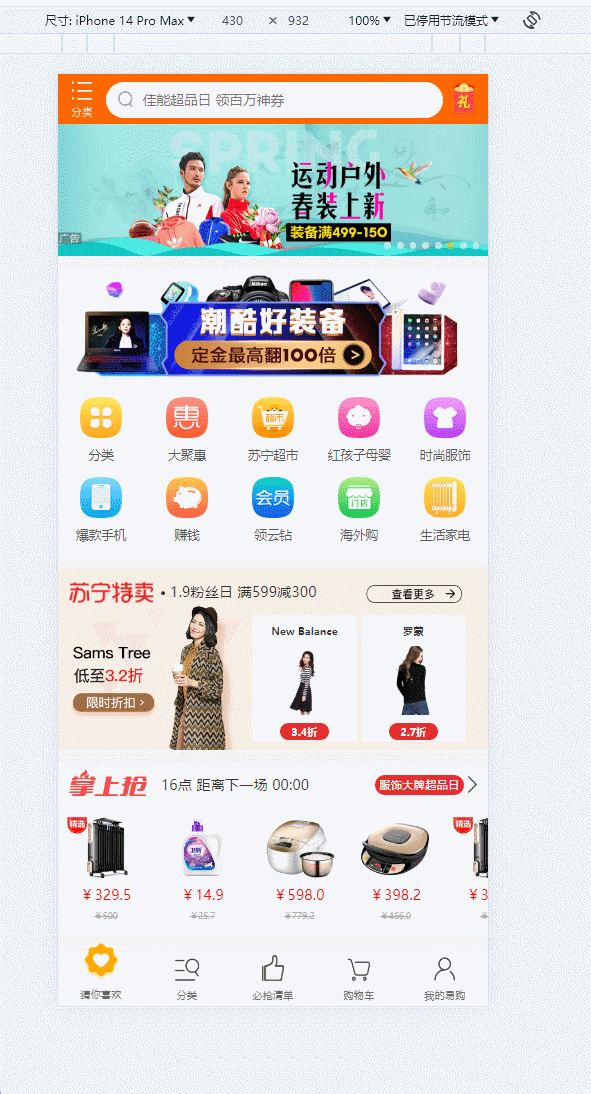 尺寸: iPhone 14 Pro Max ▼ 430 × 932 100% ▼ 已停用节流模式 ▼
分类
佳能超品日 领百万神券
礼
SPRING
运动户外
春装上新
装备满499-150
广告
Nikon
潮酷好装备
定金最高翻100倍 >
分类 大聚惠 苏宁超市 红孩子母婴 时尚服饰
惠 超市
会员 门店
爆款手机 赚钱 领云钻 海外购 生活家电
苏宁特卖 • 1.9粉丝日 满599减300 查看更多 →
New Balance 罗蒙
Sams Tree
低至3.2折
限时折扣 >
3.4折 2.7折
掌上抢 16点 距离下一场 00:00 服饰大牌超品日 >
精选 精选
¥ 329.5 ¥ 14.9 ¥ 598.0 ¥ 398.2 ¥ 3
¥500 ¥25.7 ¥779.2 ¥466.0 ¥
猜你喜欢 分类 必抢清单 购物车 我的易购